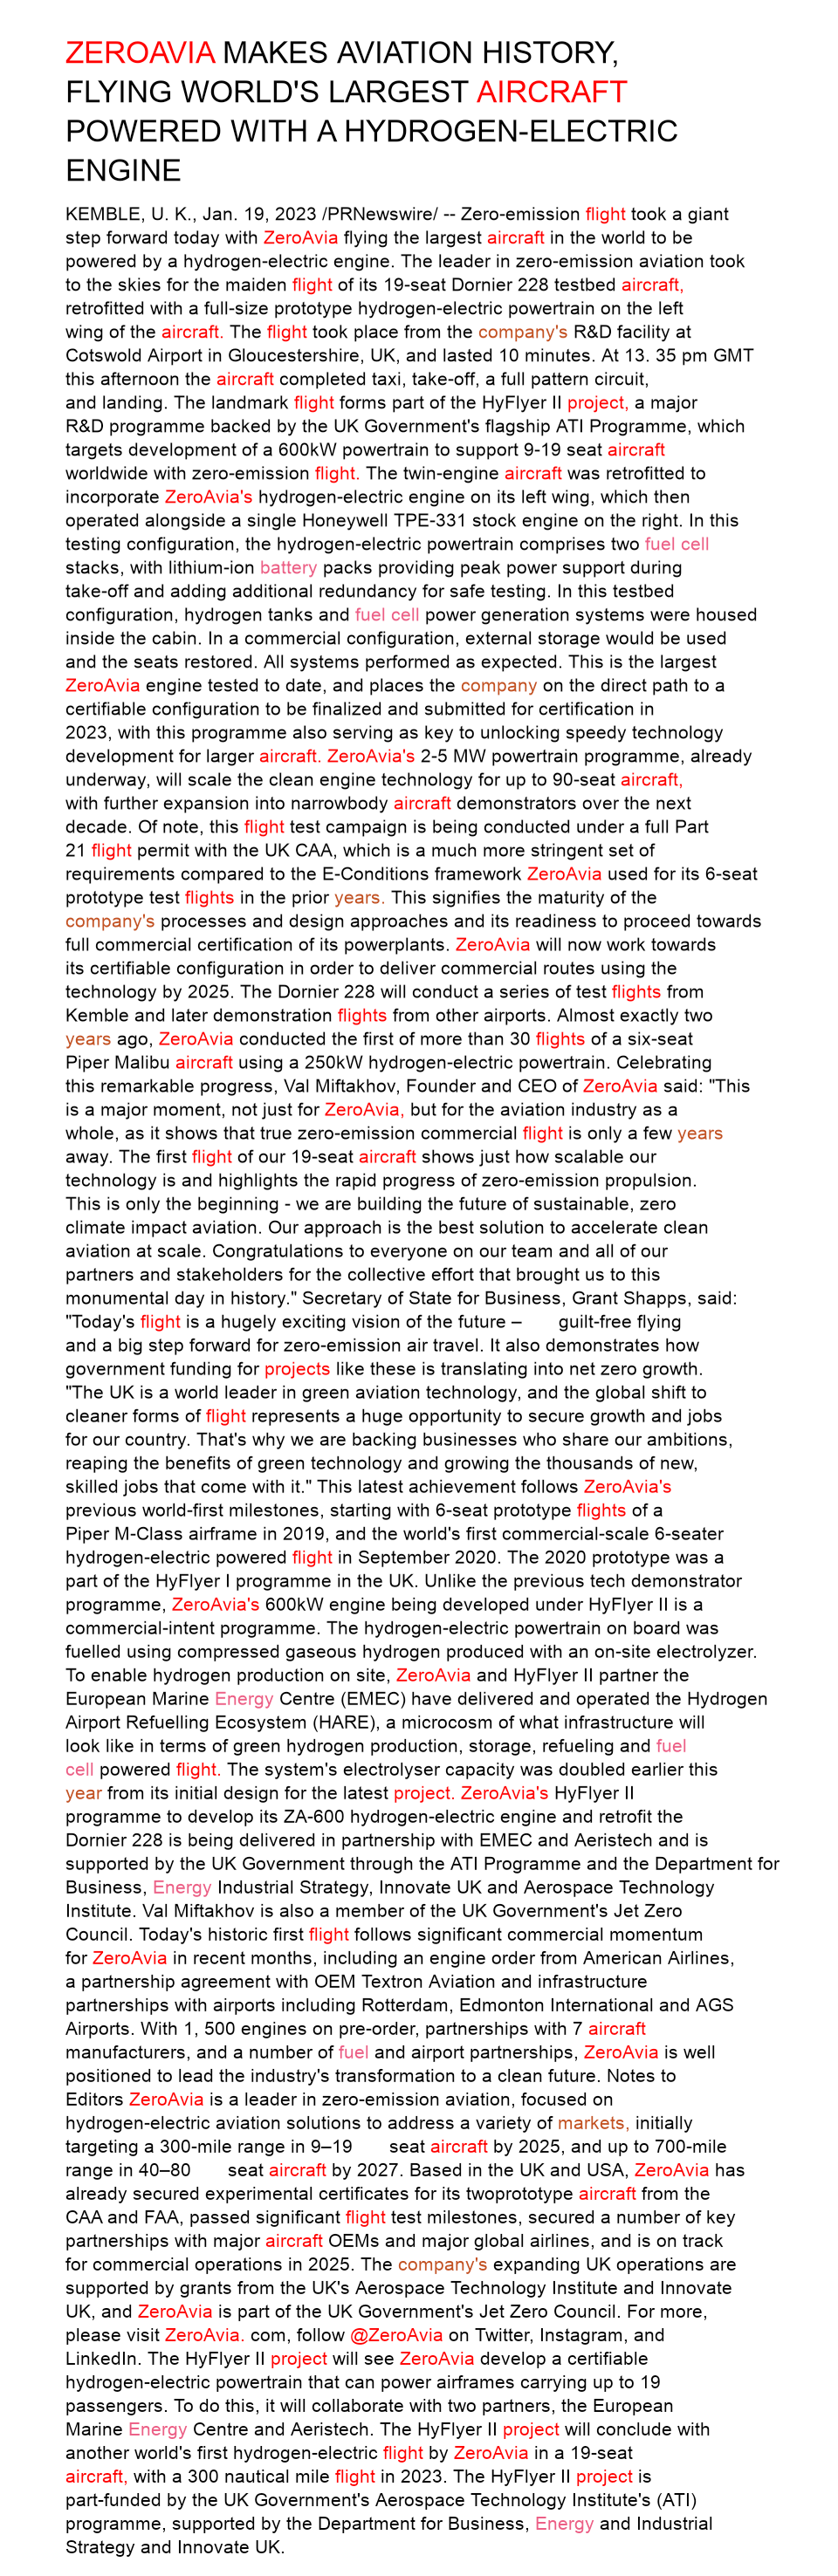 ZEROAVIA MAKES AVIATION HISTORY,
FLYING WORLD'S LARGEST AIRCRAFT
POWERED WITH A HYDROGEN-ELECTRIC
ENGINE
KEMBLE, U. K., Jan. 19, 2023 /PRNewswire/ -- Zero-emission flight took a giant
step forward today with ZeroAvia flying the largest aircraft in the world to be
powered by a hydrogen-electric engine. The leader in zero-emission aviation took
to the skies for the maiden flight of its 19-seat Dornier 228 testbed aircraft,
retrofitted with a full-size prototype hydrogen-electric powertrain on the left
wing of the aircraft. The flight took place from the company's R&D facility at
Cotswold Airport in Gloucestershire, UK, and lasted 10 minutes. At 13. 35 pm GMT
this afternoon the aircraft completed taxi, take-off, a full pattern circuit,
and landing. The landmark flight forms part of the HyFlyer II project, a major
R&D programme backed by the UK Government's flagship ATI Programme, which
targets development of a 600kW powertrain to support 9-19 seat aircraft
worldwide with zero-emission flight. The twin-engine aircraft was retrofitted to
incorporate ZeroAvia's hydrogen-electric engine on its left wing, which then
operated alongside a single Honeywell TPE-331 stock engine on the right. In this
testing configuration, the hydrogen-electric powertrain comprises two fuel cell
stacks, with lithium-ion battery packs providing peak power support during
take-off and adding additional redundancy for safe testing. In this testbed
configuration, hydrogen tanks and fuel cell power generation systems were housed
inside the cabin. In a commercial configuration, external storage would be used
and the seats restored. All systems performed as expected. This is the largest
ZeroAvia engine tested to date, and places the company on the direct path to a
certifiable configuration to be finalized and submitted for certification in
2023, with this programme also serving as key to unlocking speedy technology
development for larger aircraft. ZeroAvia's 2-5 MW powertrain programme, already
underway, will scale the clean engine technology for up to 90-seat aircraft,
with further expansion into narrowbody aircraft demonstrators over the next
decade. Of note, this flight test campaign is being conducted under a full Part
21 flight permit with the UK CAA, which is a much more stringent set of
requirements compared to the E-Conditions framework ZeroAvia used for its 6-seat
prototype test flights in the prior years. This signifies the maturity of the
company's processes and design approaches and its readiness to proceed towards
full commercial certification of its powerplants. ZeroAvia will now work towards
its certifiable configuration in order to deliver commercial routes using the
technology by 2025. The Dornier 228 will conduct a series of test flights from
Kemble and later demonstration flights from other airports. Almost exactly two
years ago, ZeroAvia conducted the first of more than 30 flights of a six-seat
Piper Malibu aircraft using a 250kW hydrogen-electric powertrain. Celebrating
this remarkable progress, Val Miftakhov, Founder and CEO of ZeroAvia said: "This
is a major moment, not just for ZeroAvia, but for the aviation industry as a
whole, as it shows that true zero-emission commercial flight is only a few years
away. The first flight of our 19-seat aircraft shows just how scalable our
technology is and highlights the rapid progress of zero-emission propulsion.
This is only the beginning - we are building the future of sustainable, zero
climate impact aviation. Our approach is the best solution to accelerate clean
aviation at scale. Congratulations to everyone on our team and all of our
partners and stakeholders for the collective effort that brought us to this
monumental day in history." Secretary of State for Business, Grant Shapps, said:
"Today's flight is a hugely exciting vision of the future – guilt-free flying
and a big step forward for zero-emission air travel. It also demonstrates how
government funding for projects like these is translating into net zero growth.
"The UK is a world leader in green aviation technology, and the global shift to
cleaner forms of flight represents a huge opportunity to secure growth and jobs
for our country. That's why we are backing businesses who share our ambitions,
reaping the benefits of green technology and growing the thousands of new,
skilled jobs that come with it." This latest achievement follows ZeroAvia's
previous world-first milestones, starting with 6-seat prototype flights of a
Piper M-Class airframe in 2019, and the world's first commercial-scale 6-seater
hydrogen-electric powered flight in September 2020. The 2020 prototype was a
part of the HyFlyer I programme in the UK. Unlike the previous tech demonstrator
programme, ZeroAvia's 600kW engine being developed under HyFlyer II is a
commercial-intent programme. The hydrogen-electric powertrain on board was
fuelled using compressed gaseous hydrogen produced with an on-site electrolyzer.
To enable hydrogen production on site, ZeroAvia and HyFlyer II partner the
European Marine Energy Centre (EMEC) have delivered and operated the Hydrogen
Airport Refuelling Ecosystem (HARE), a microcosm of what infrastructure will
look like in terms of green hydrogen production, storage, refueling and fuel
cell powered flight. The system's electrolyser capacity was doubled earlier this
year from its initial design for the latest project. ZeroAvia's HyFlyer II
programme to develop its ZA-600 hydrogen-electric engine and retrofit the
Dornier 228 is being delivered in partnership with EMEC and Aeristech and is
supported by the UK Government through the ATI Programme and the Department for
Business, Energy Industrial Strategy, Innovate UK and Aerospace Technology
Institute. Val Miftakhov is also a member of the UK Government's Jet Zero
Council. Today's historic first flight follows significant commercial momentum
for ZeroAvia in recent months, including an engine order from American Airlines,
a partnership agreement with OEM Textron Aviation and infrastructure
partnerships with airports including Rotterdam, Edmonton International and AGS
Airports. With 1, 500 engines on pre-order, partnerships with 7 aircraft
manufacturers, and a number of fuel and airport partnerships, ZeroAvia is well
positioned to lead the industry's transformation to a clean future. Notes to
Editors ZeroAvia is a leader in zero-emission aviation, focused on
hydrogen-electric aviation solutions to address a variety of markets, initially
targeting a 300-mile range in 9–19 seat aircraft by 2025, and up to 700-mile
range in 40–80 seat aircraft by 2027. Based in the UK and USA, ZeroAvia has
already secured experimental certificates for its twoprototype aircraft from the
CAA and FAA, passed significant flight test milestones, secured a number of key
partnerships with major aircraft OEMs and major global airlines, and is on track
for commercial operations in 2025. The company's expanding UK operations are
supported by grants from the UK's Aerospace Technology Institute and Innovate
UK, and ZeroAvia is part of the UK Government's Jet Zero Council. For more,
please visit ZeroAvia. com, follow @ZeroAvia on Twitter, Instagram, and
LinkedIn. The HyFlyer II project will see ZeroAvia develop a certifiable
hydrogen-electric powertrain that can power airframes carrying up to 19
passengers. To do this, it will collaborate with two partners, the European
Marine Energy Centre and Aeristech. The HyFlyer II project will conclude with
another world's first hydrogen-electric flight by ZeroAvia in a 19-seat
aircraft, with a 300 nautical mile flight in 2023. The HyFlyer II project is
part-funded by the UK Government's Aerospace Technology Institute's (ATI)
programme, supported by the Department for Business, Energy and Industrial
Strategy and Innovate UK.